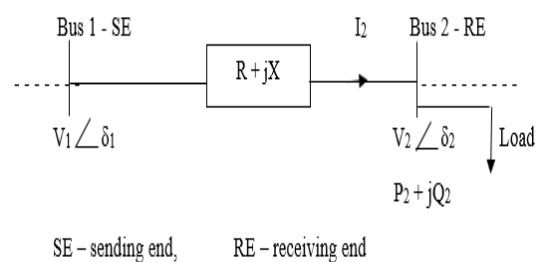 Bus 1 - SE
I2
Bus 2 - RE
R + jX
V1∠δ1
V2∠δ2
Load
P2 + jQ2
SE – sending end, RE – receiving end